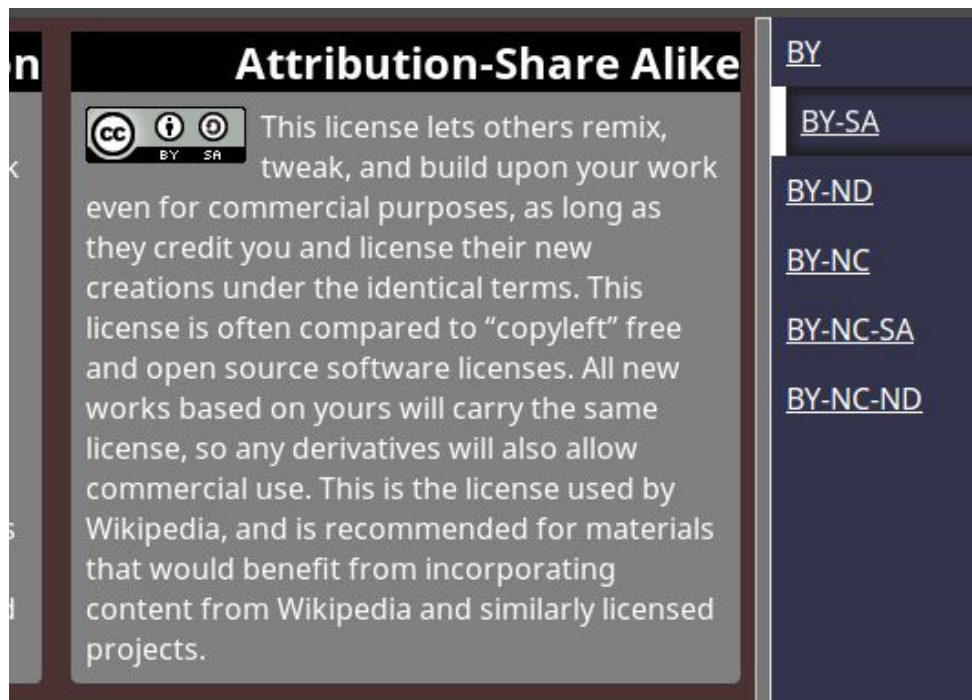 n
Attribution-Share Alike
cc
BY SA
This license lets others remix,
tweak, and build upon your work
even for commercial purposes, as long as
they credit you and license their new
creations under the identical terms. This
license is often compared to “copyleft” free
and open source software licenses. All new
works based on yours will carry the same
license, so any derivatives will also allow
commercial use. This is the license used by
Wikipedia, and is recommended for materials
that would benefit from incorporating
content from Wikipedia and similarly licensed
projects.
k
s
d
BY
BY-SA
BY-ND
BY-NC
BY-NC-SA
BY-NC-ND